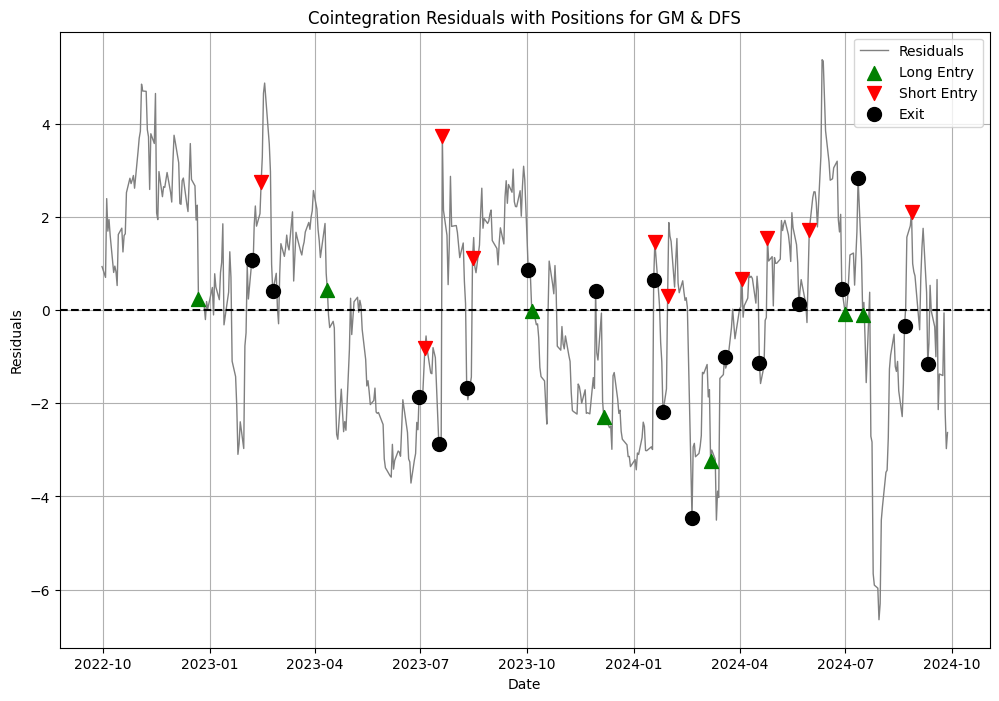 Cointegration Residuals with Positions for GM & DFS
Residuals
Long Entry
Short Entry
Exit
4
2
0
−2
−4
−6
Residuals
2022-10
2023-01
2023-04
2023-07
2023-10
2024-01
2024-04
2024-07
2024-10
Date